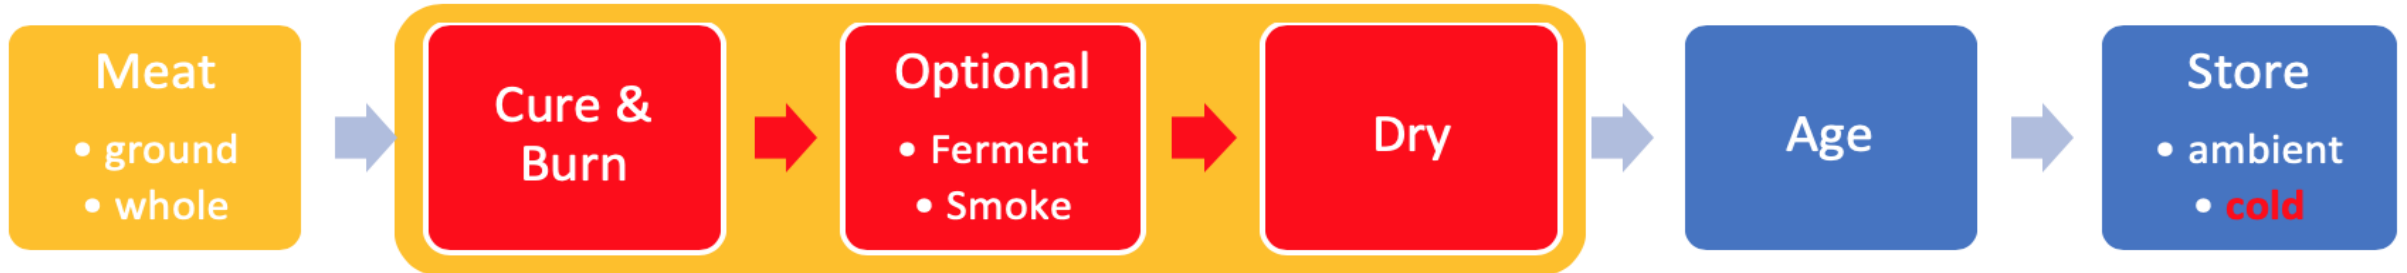 Meat
• ground
• whole
Cure &
Burn
Optional
• Ferment
• Smoke
Dry
Age
Store
• ambient
• cold